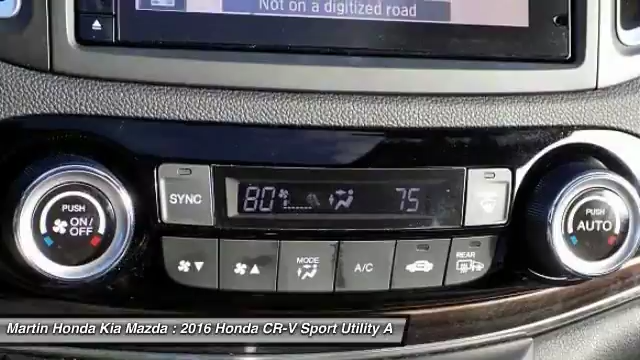 Not on a digitized road
PUSH
ON/
OFF
SYNC
80
75
PUSH
AUTO
MODE
A/C
REAR
Martin Honda Kia Mazda : 2016 Honda CR-V Sport Utility A